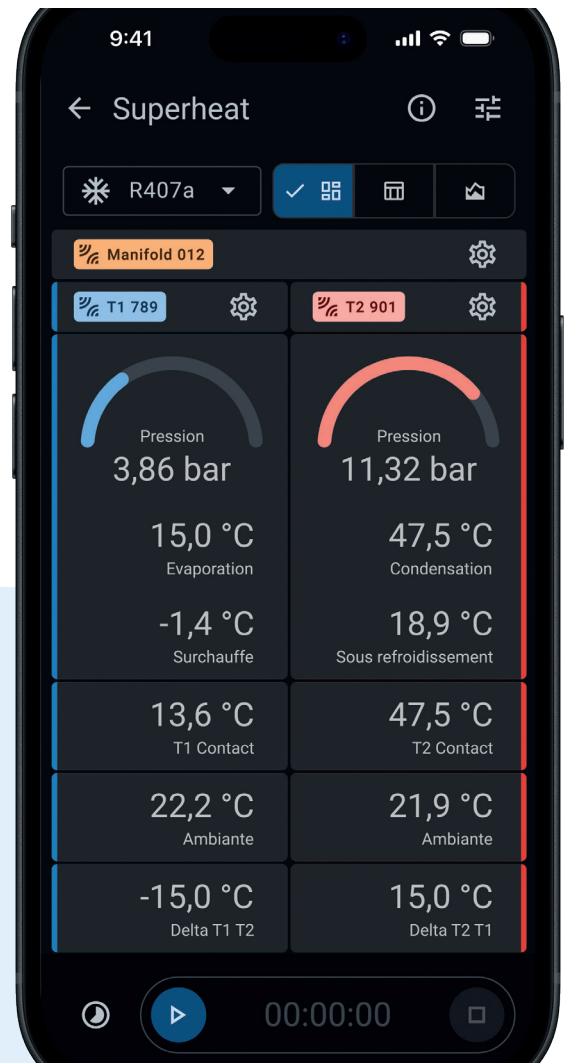 9:41
Superheat
R407a
Manifold 012
T1 789
T2 901
Pression
3,86 bar
15,0 °C
Evaporation
-1,4 °C
Surchauffe
Pression
11,32 bar
47,5 °C
Condensation
18,9 °C
Sous refroidissement
13,6 °C
T1 Contact
47,5 °C
T2 Contact
22,2 °C
Ambiante
21,9 °C
Ambiante
-15,0 °C
Delta T1 T2
15,0 °C
Delta T2 T1
00:00:00